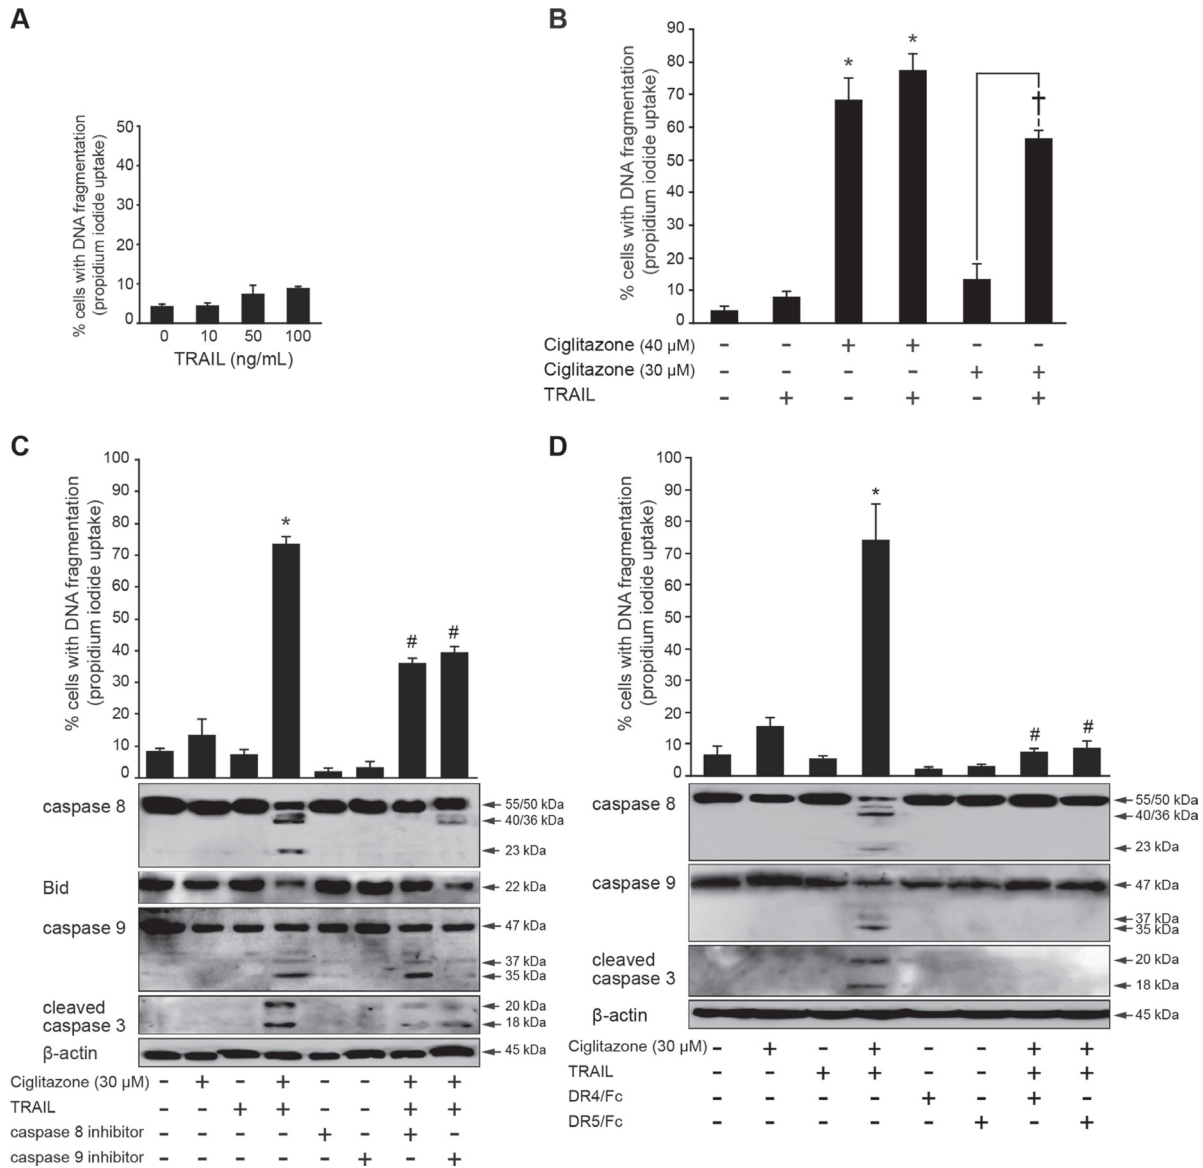 A
% cells with DNA fragmentation
(propidium iodide uptake)
50
40
30
20
10
0
0 10 50 100
TRAIL (ng/mL)
B
% cells with DNA fragmentation
(propidium iodide uptake)
90
80
70
60
50
40
30
20
10
0
* * †
Ciglitazone (40 µM) - - + + - -
Ciglitazone (30 µM) - - - - + +
TRAIL - + - + - +
C
% cells with DNA fragmentation
(propidium iodide uptake)
100
90
80
70
60
50
40
30
20
10
0
* # #
caspase 8
55/50 kDa
40/36 kDa
23 kDa
Bid
22 kDa
caspase 9
47 kDa
37 kDa
35 kDa
cleaved
caspase 3
20 kDa
18 kDa
β-actin
45 kDa
Ciglitazone (30 µM) - + - + - - + +
TRAIL - - + + - - + +
caspase 8 inhibitor - - - - + - + -
caspase 9 inhibitor - - - - - + - +
D
% cells with DNA fragmentation
(propidium iodide uptake)
100
90
80
70
60
50
40
30
20
10
0
* # #
caspase 8
55/50 kDa
40/36 kDa
23 kDa
caspase 9
47 kDa
37 kDa
35 kDa
cleaved
caspase 3
20 kDa
18 kDa
β-actin
45 kDa
Ciglitazone (30 µM) - + - + - - + +
TRAIL - - + + - - + +
DR4/Fc - - - - + - + -
DR5/Fc - - - - - + - +